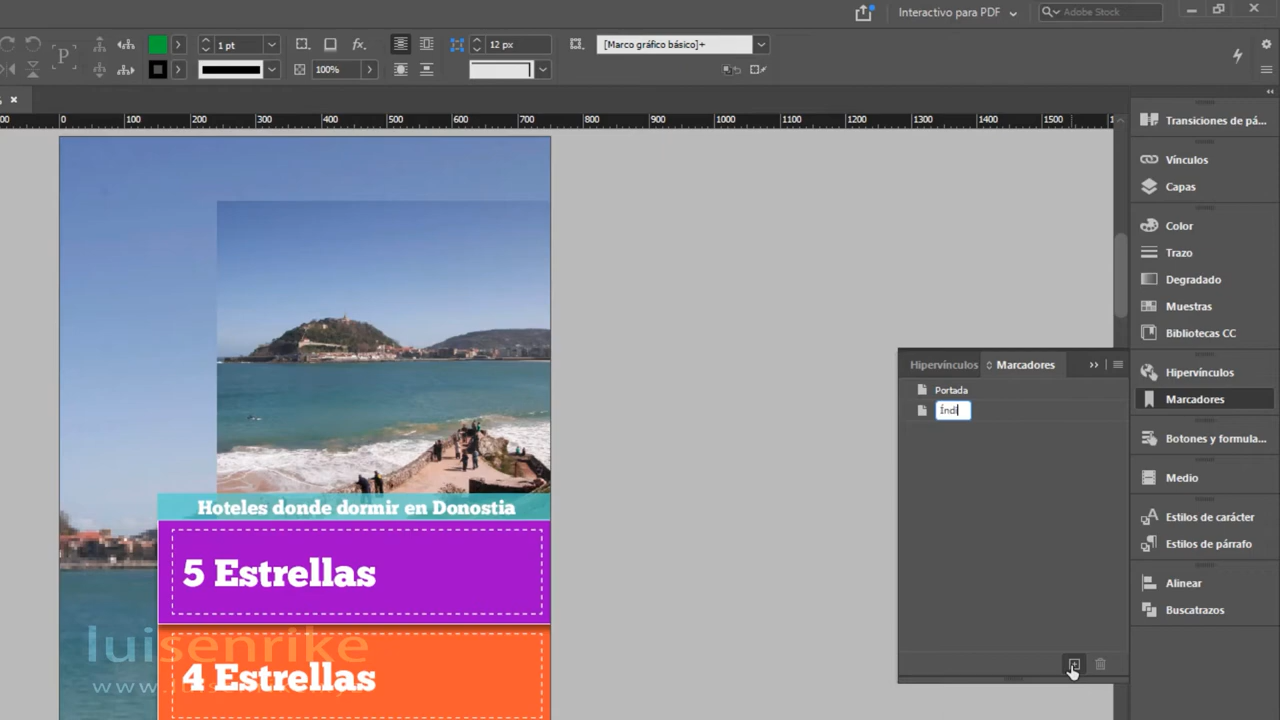 Interactivo para PDF
Adobe Stock
P
1 pt
fx.
12 px
[Marco gráfico básico]+
100%
0 100 200 300 400 500 600 700 800 900 1000 1100 1200 1300 1400 1500
Transiciones de pá...
Vínculos
Capas
Color
Trazo
Degradado
Muestras
Bibliotecas CC
Hipervínculos
Marcadores
Botones y formula...
Medio
Estilos de carácter
Estilos de párrafo
Alinear
Buscatrazos
Hipervínculos Marcadores
Portada
Índi
Hoteles donde dormir en Donostia
5 Estrellas
luisenrike
4 Estrellas